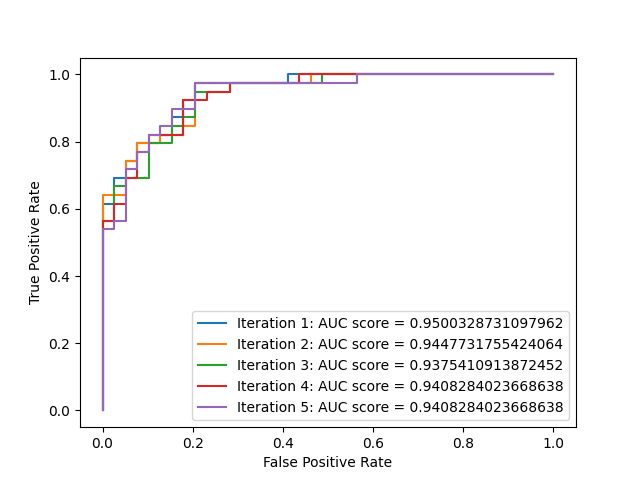 1.0
0.8
0.6
0.4
0.2
0.0
True Positive Rate
Iteration 1: AUC score = 0.9500328731097962
Iteration 2: AUC score = 0.9447731755424064
Iteration 3: AUC score = 0.9375410913872452
Iteration 4: AUC score = 0.9408284023668638
Iteration 5: AUC score = 0.9408284023668638
0.0 0.2 0.4 0.6 0.8 1.0
False Positive Rate